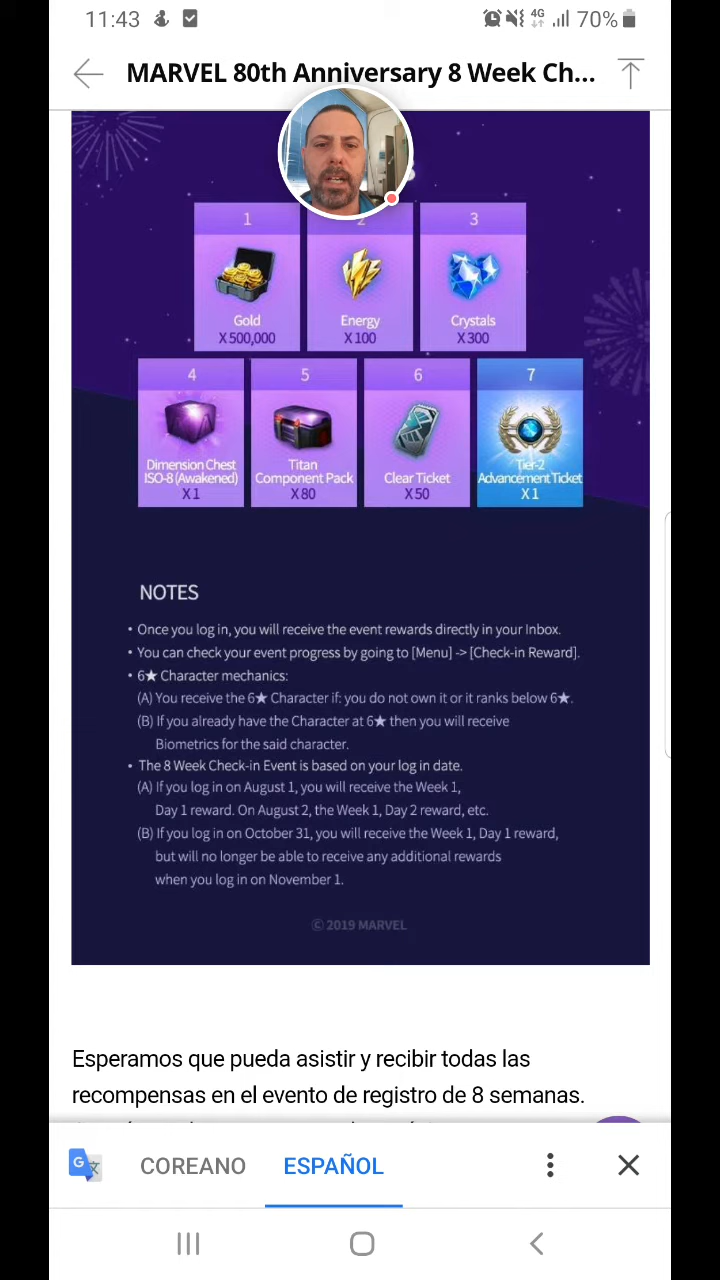 11:43
4G
70%
MARVEL 80th Anniversary 8 Week Ch...
1
2
3
Gold
X 500,000
Energy
X 100
Crystals
X 300
4
5
6
7
Dimension Chest
ISO-8 (Awakened)
X 1
Titan
Component Pack
X 80
Clear Ticket
X 50
Tier-2
Advancement Ticket
X 1
NOTES
• Once you log in, you will receive the event rewards directly in your Inbox.
• You can check your event progress by going to [Menu] -> [Check-in Reward].
• 6★ Character mechanics:
(A) You receive the 6★ Character if: you do not own it or it ranks below 6★.
(B) If you already have the Character at 6★ then you will receive
Biometrics for the said character.
• The 8 Week Check-in Event is based on your log in date.
(A) If you log in on August 1, you will receive the Week 1,
Day 1 reward. On August 2, the Week 1, Day 2 reward, etc.
(B) If you log in on October 31, you will receive the Week 1, Day 1 reward,
but will no longer be able to receive any additional rewards
when you log in on November 1.
© 2019 MARVEL
Esperamos que pueda asistir y recibir todas las
recompensas en el evento de registro de 8 semanas.
G 文
COREANO
ESPAÑOL